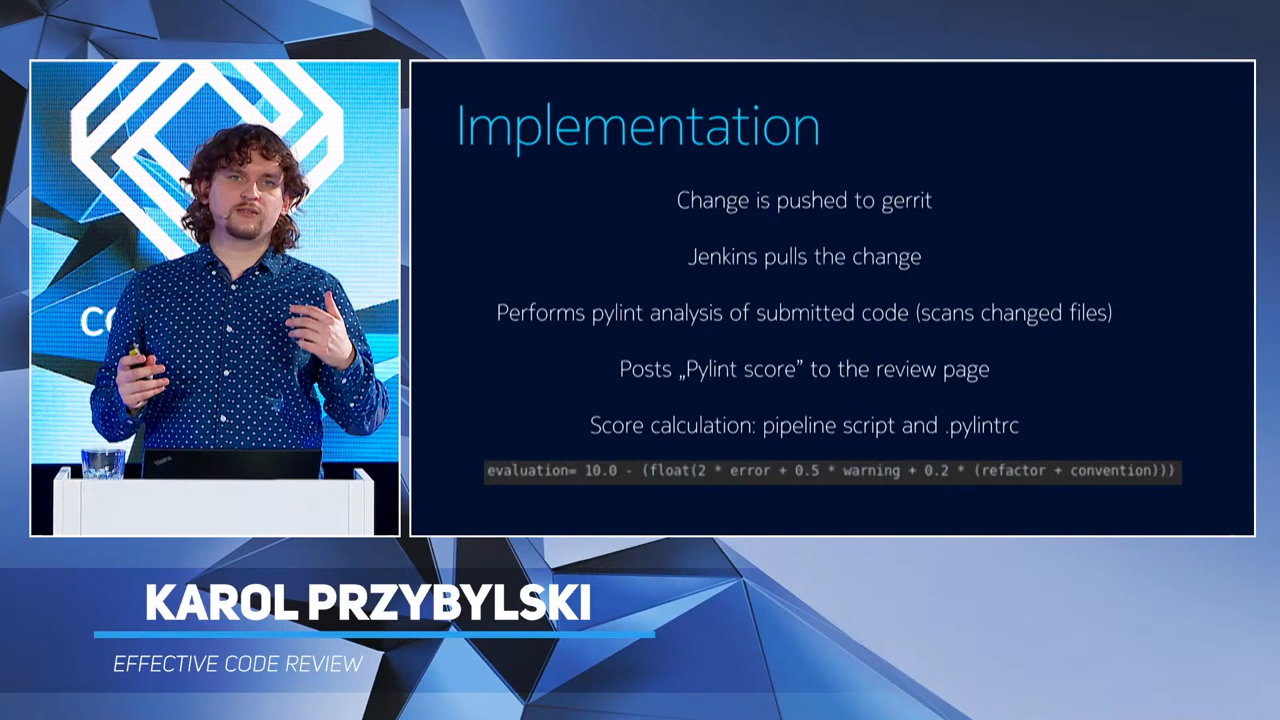 Implementation
Change is pushed to gerrit
Jenkins pulls the change
Performs pylint analysis of submitted code (scans changed files)
Posts „Pylint score” to the review page
Score calculation: pipeline script and .pylintrc
evaluation= 10.0 - (float(2 * error + 0.5 * warning + 0.2 * (refactor + convention)))
KAROL PRZYBYLSKI
EFFECTIVE CODE REVIEW